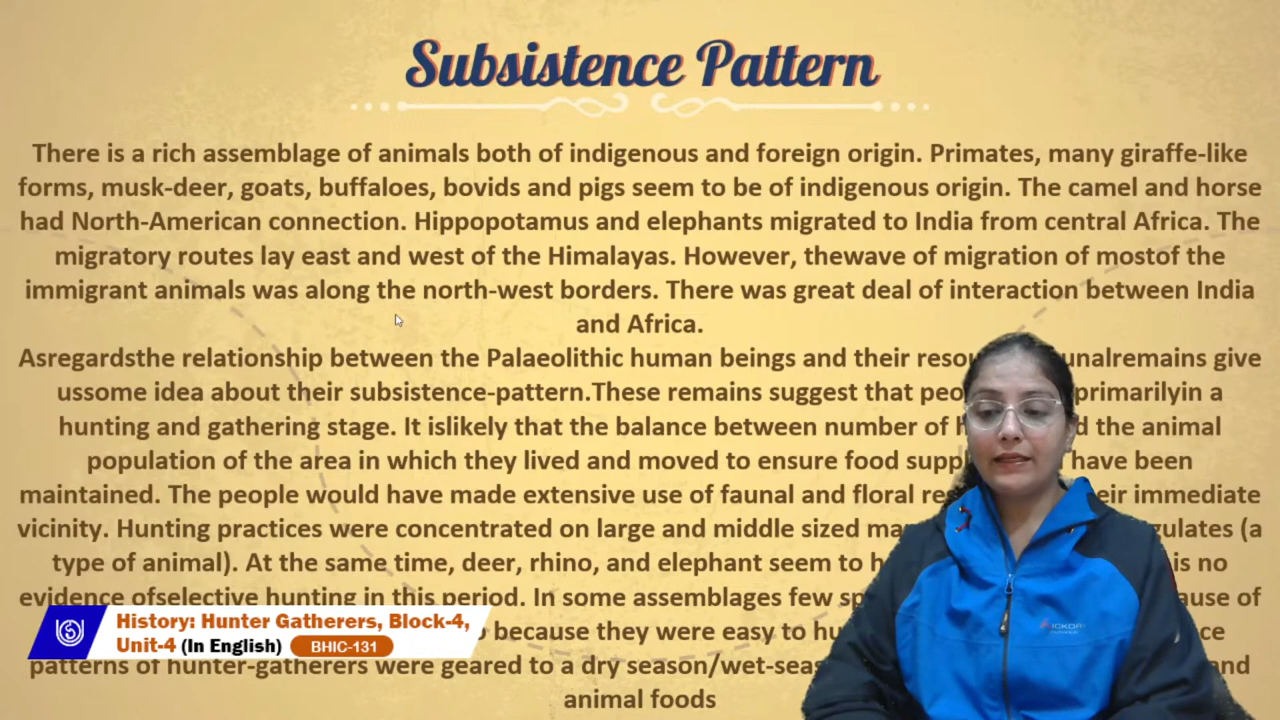 Subsistence Pattern
There is a rich assemblage of animals both of indigenous and foreign origin. Primates, many giraffe-like
forms, musk-deer, goats, buffaloes, bovids and pigs seem to be of indigenous origin. The camel and horse
had North-American connection. Hippopotamus and elephants migrated to India from central Africa. The
migratory routes lay east and west of the Himalayas. However, thewave of migration of mostof the
immigrant animals was along the north-west borders. There was great deal of interaction between India
and Africa.
Asregardsthe relationship between the Palaeolithic human beings and their unalremains give
ussome idea about their subsistence-pattern.These remains suggest that primarilyin a
hunting and gathering stage. It islikely that the balance between number of the animal
population of the area in which they lived and moved to ensure food have been
maintained. The people would have made extensive use of faunal and floral immediate
vicinity. Hunting practices were concentrated on large and middle sized (a
type of animal). At the same time, deer, rhino, and elephant seem to is no
evidence ofselective hunting in this period. In some assemblages few of
because they were easy to
patterns of hunter-gatherers were geared to a dry and
animal foods
History: Hunter Gatherers, Block-4,
Unit-4 (In English) BHIC-131